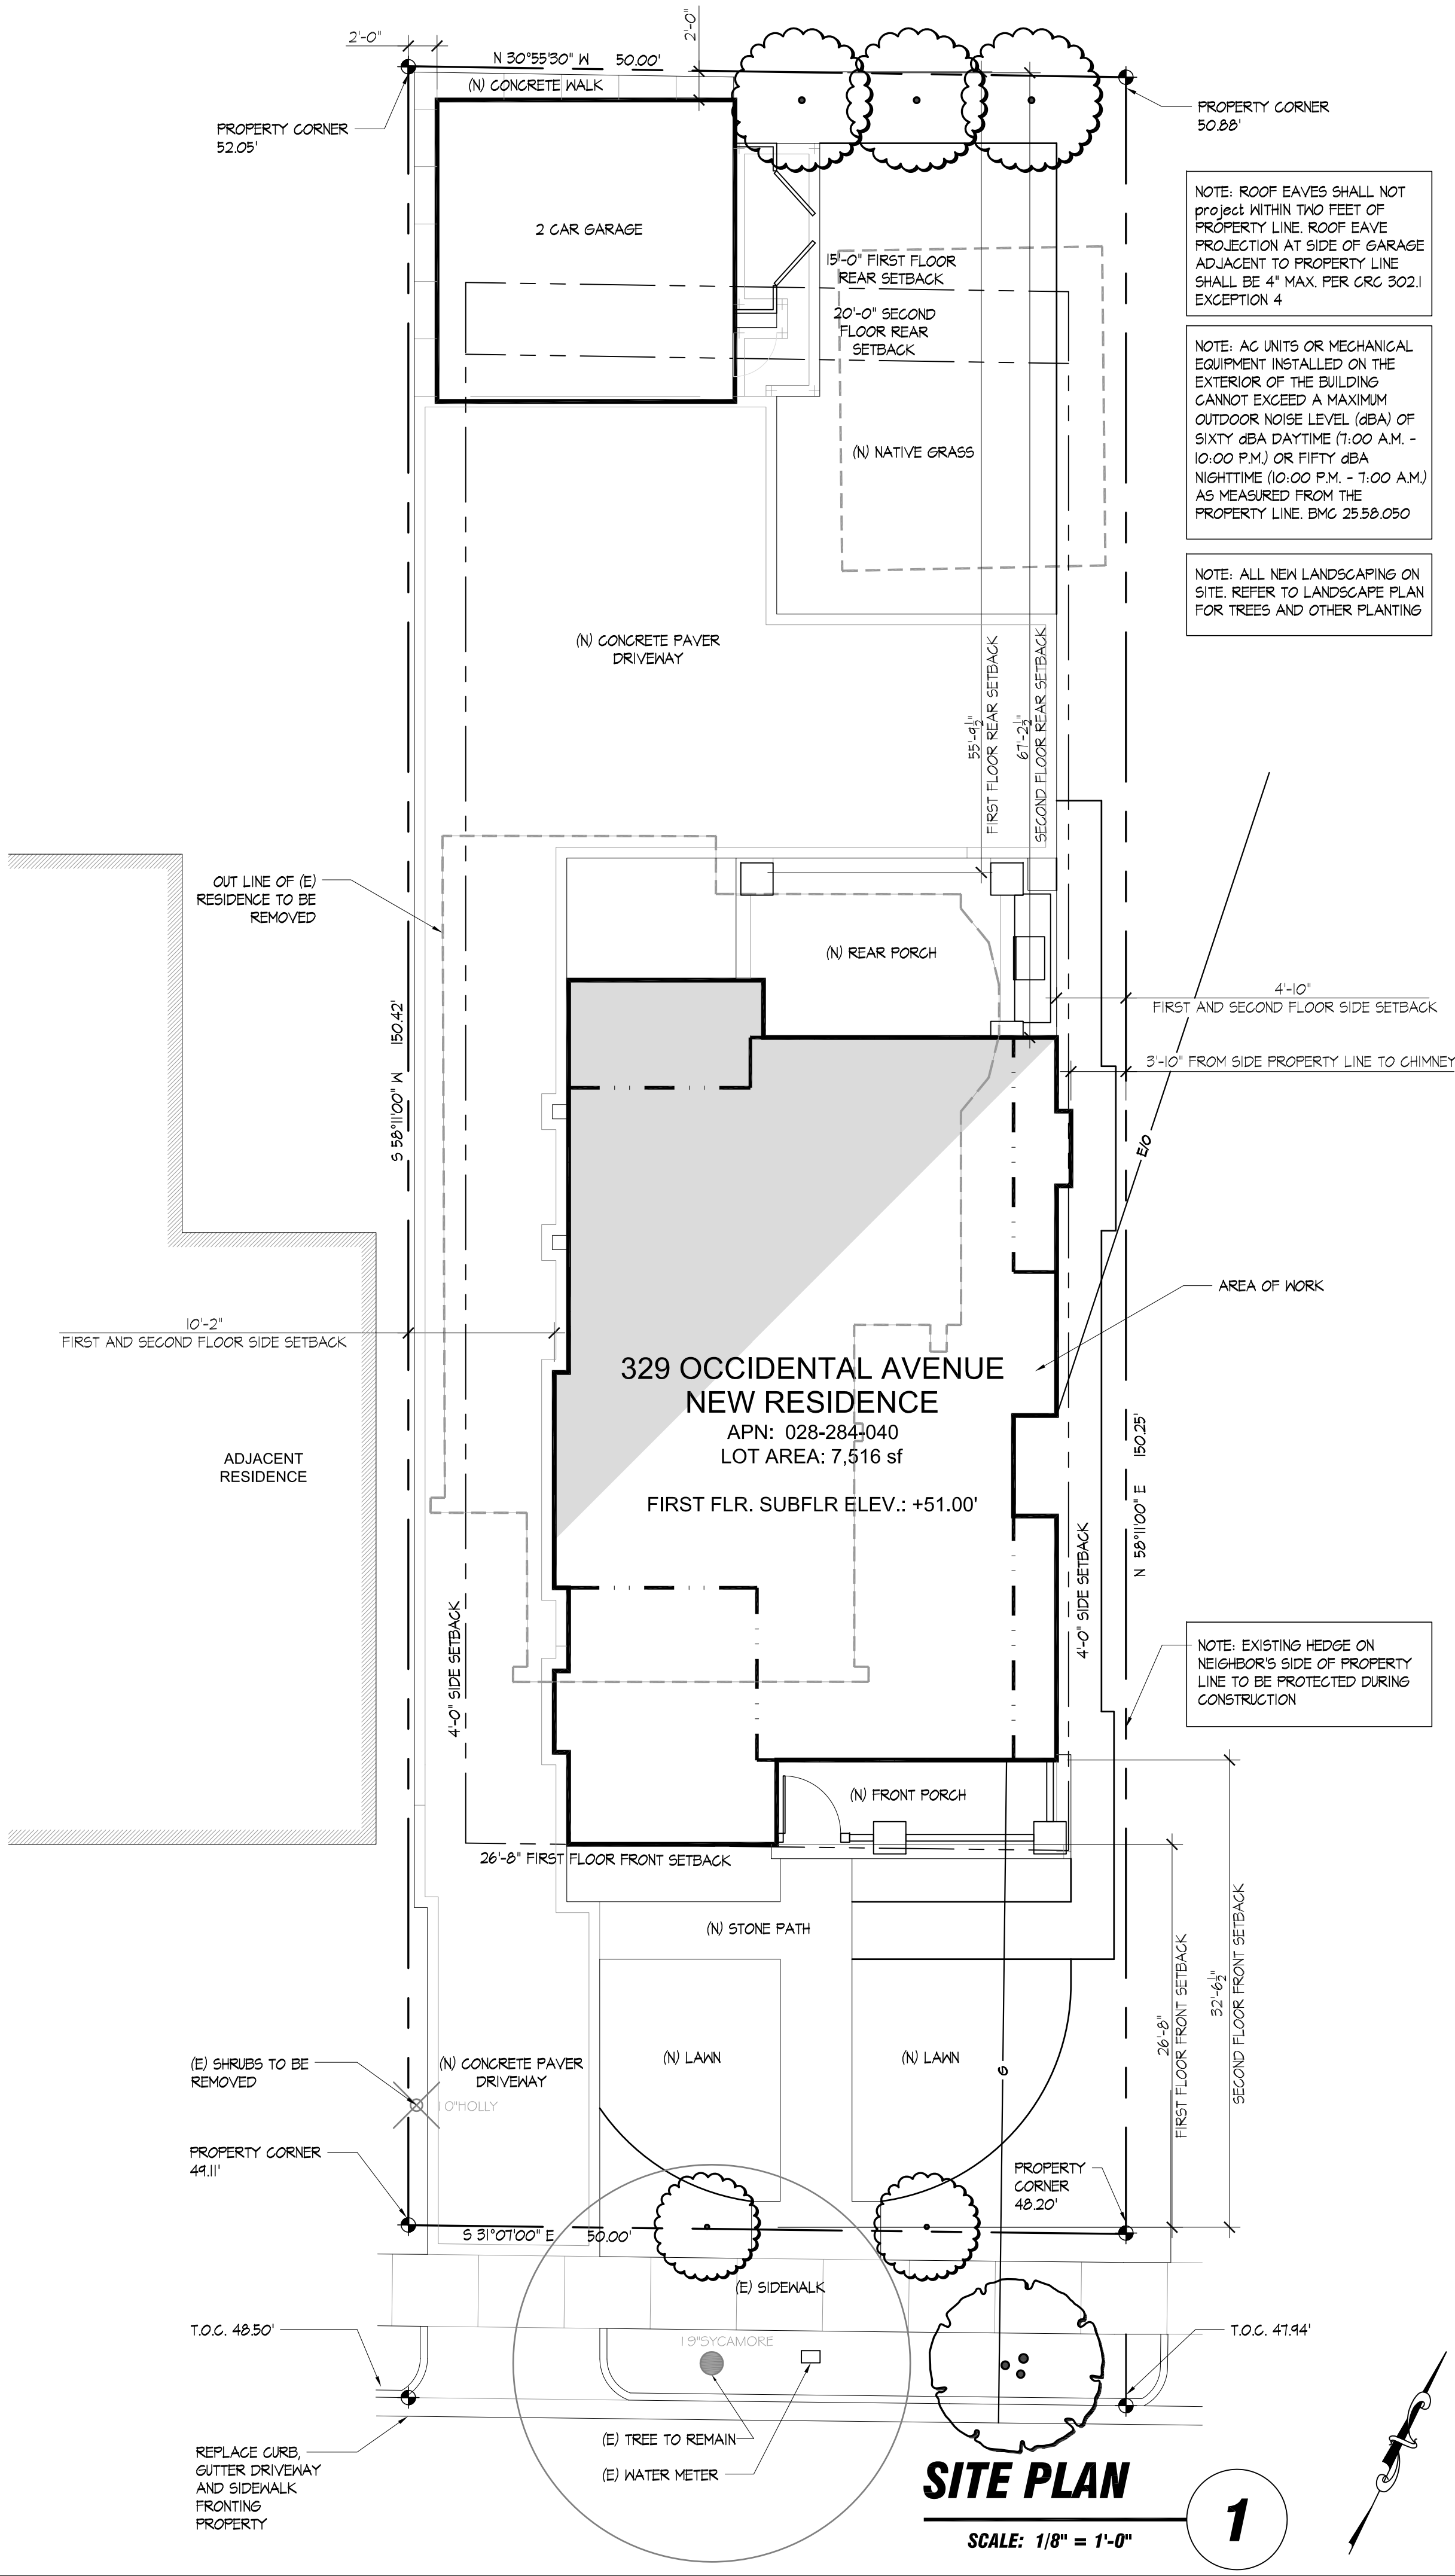 2'-0"
2'-0"
N 30°55'30" W 50.00'
(N) CONCRETE WALK
PROPERTY CORNER
52.05'
PROPERTY CORNER
50.88'
NOTE: ROOF EAVES SHALL NOT
project WITHIN TWO FEET OF
PROPERTY LINE. ROOF EAVE
PROJECTION AT SIDE OF GARAGE
ADJACENT TO PROPERTY LINE
SHALL BE 4" MAX. PER CRC 302.1
EXCEPTION 4
2 CAR GARAGE
15'-0" FIRST FLOOR
REAR SETBACK
20'-0" SECOND
FLOOR REAR
SETBACK
NOTE: AC UNITS OR MECHANICAL
EQUIPMENT INSTALLED ON THE
EXTERIOR OF THE BUILDING
CANNOT EXCEED A MAXIMUM
OUTDOOR NOISE LEVEL (dBA) OF
SIXTY dBA DAYTIME (7:00 A.M. -
10:00 P.M.) OR FIFTY dBA
NIGHTTIME (10:00 P.M. - 7:00 A.M.)
AS MEASURED FROM THE
PROPERTY LINE. BMC 25.58.050
(N) NATIVE GRASS
NOTE: ALL NEW LANDSCAPING ON
SITE. REFER TO LANDSCAPE PLAN
FOR TREES AND OTHER PLANTING
(N) CONCRETE PAVER
DRIVEWAY
55'-9½"
FIRST FLOOR REAR SETBACK
67'-2½"
SECOND FLOOR REAR SETBACK
OUT LINE OF (E)
RESIDENCE TO BE
REMOVED
(N) REAR PORCH
4'-10"
FIRST AND SECOND FLOOR SIDE SETBACK
3'-10" FROM SIDE PROPERTY LINE TO CHIMNEY
S 58°11'00" W 150.42'
E/O
AREA OF WORK
10'-2"
FIRST AND SECOND FLOOR SIDE SETBACK
329 OCCIDENTAL AVENUE
NEW RESIDENCE
APN: 028-284-040
LOT AREA: 7,516 sf
FIRST FLR. SUBFLR ELEV.: +51.00'
ADJACENT
RESIDENCE
N 58°11'00" E 150.25'
4'-0" SIDE SETBACK
4'-0" SIDE SETBACK
NOTE: EXISTING HEDGE ON
NEIGHBOR'S SIDE OF PROPERTY
LINE TO BE PROTECTED DURING
CONSTRUCTION
(N) FRONT PORCH
26'-8" FIRST FLOOR FRONT SETBACK
(N) STONE PATH
26'-8"
FIRST FLOOR FRONT SETBACK
32'-6½"
SECOND FLOOR FRONT SETBACK
(E) SHRUBS TO BE
REMOVED
(N) CONCRETE PAVER
DRIVEWAY
(N) LAWN
(N) LAWN
G
10"HOLLY
PROPERTY CORNER
49.11'
PROPERTY
CORNER
48.20'
S 31°07'00" E 50.00'
(E) SIDEWALK
T.O.C. 48.50'
19"SYCAMORE
T.O.C. 47.94'
(E) TREE TO REMAIN
(E) WATER METER
REPLACE CURB,
GUTTER DRIVEWAY
AND SIDEWALK
FRONTING
PROPERTY
SITE PLAN
1
SCALE: 1/8" = 1'-0"